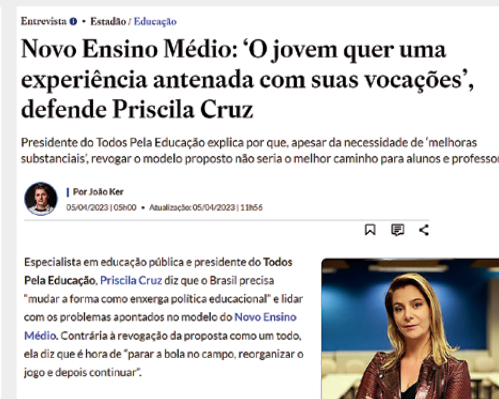 Entrevista • Estadão / Educação
Novo Ensino Médio: ‘O jovem quer uma
experiência antenada com suas vocações’,
defende Priscila Cruz
Presidente do Todos Pela Educação explica por que, apesar da necessidade de ‘melhoras
substanciais’, revogar o modelo proposto não seria o melhor caminho para alunos e
Por João Ker
05/04/2023 | 05h00 • Atualização: 05/04/2023 | 11h56
Especialista em educação pública e presidente do Todos
Pela Educação, Priscila Cruz diz que o Brasil precisa
“mudar a forma como enxerga política educacional” e lidar
com os problemas apontados no modelo do Novo Ensino
Médio. Contrária à revogação da proposta como um todo,
ela diz que é hora de “parar a bola no campo, reorganizar o
jogo e depois continuar”.